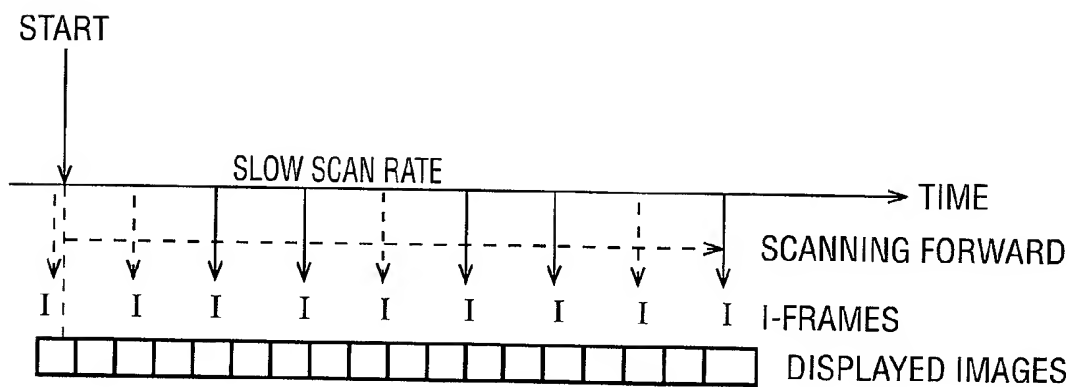 START
SLOW SCAN RATE
TIME
SCANNING FORWARD
I I I I I I I I I I-FRAMES
DISPLAYED IMAGES